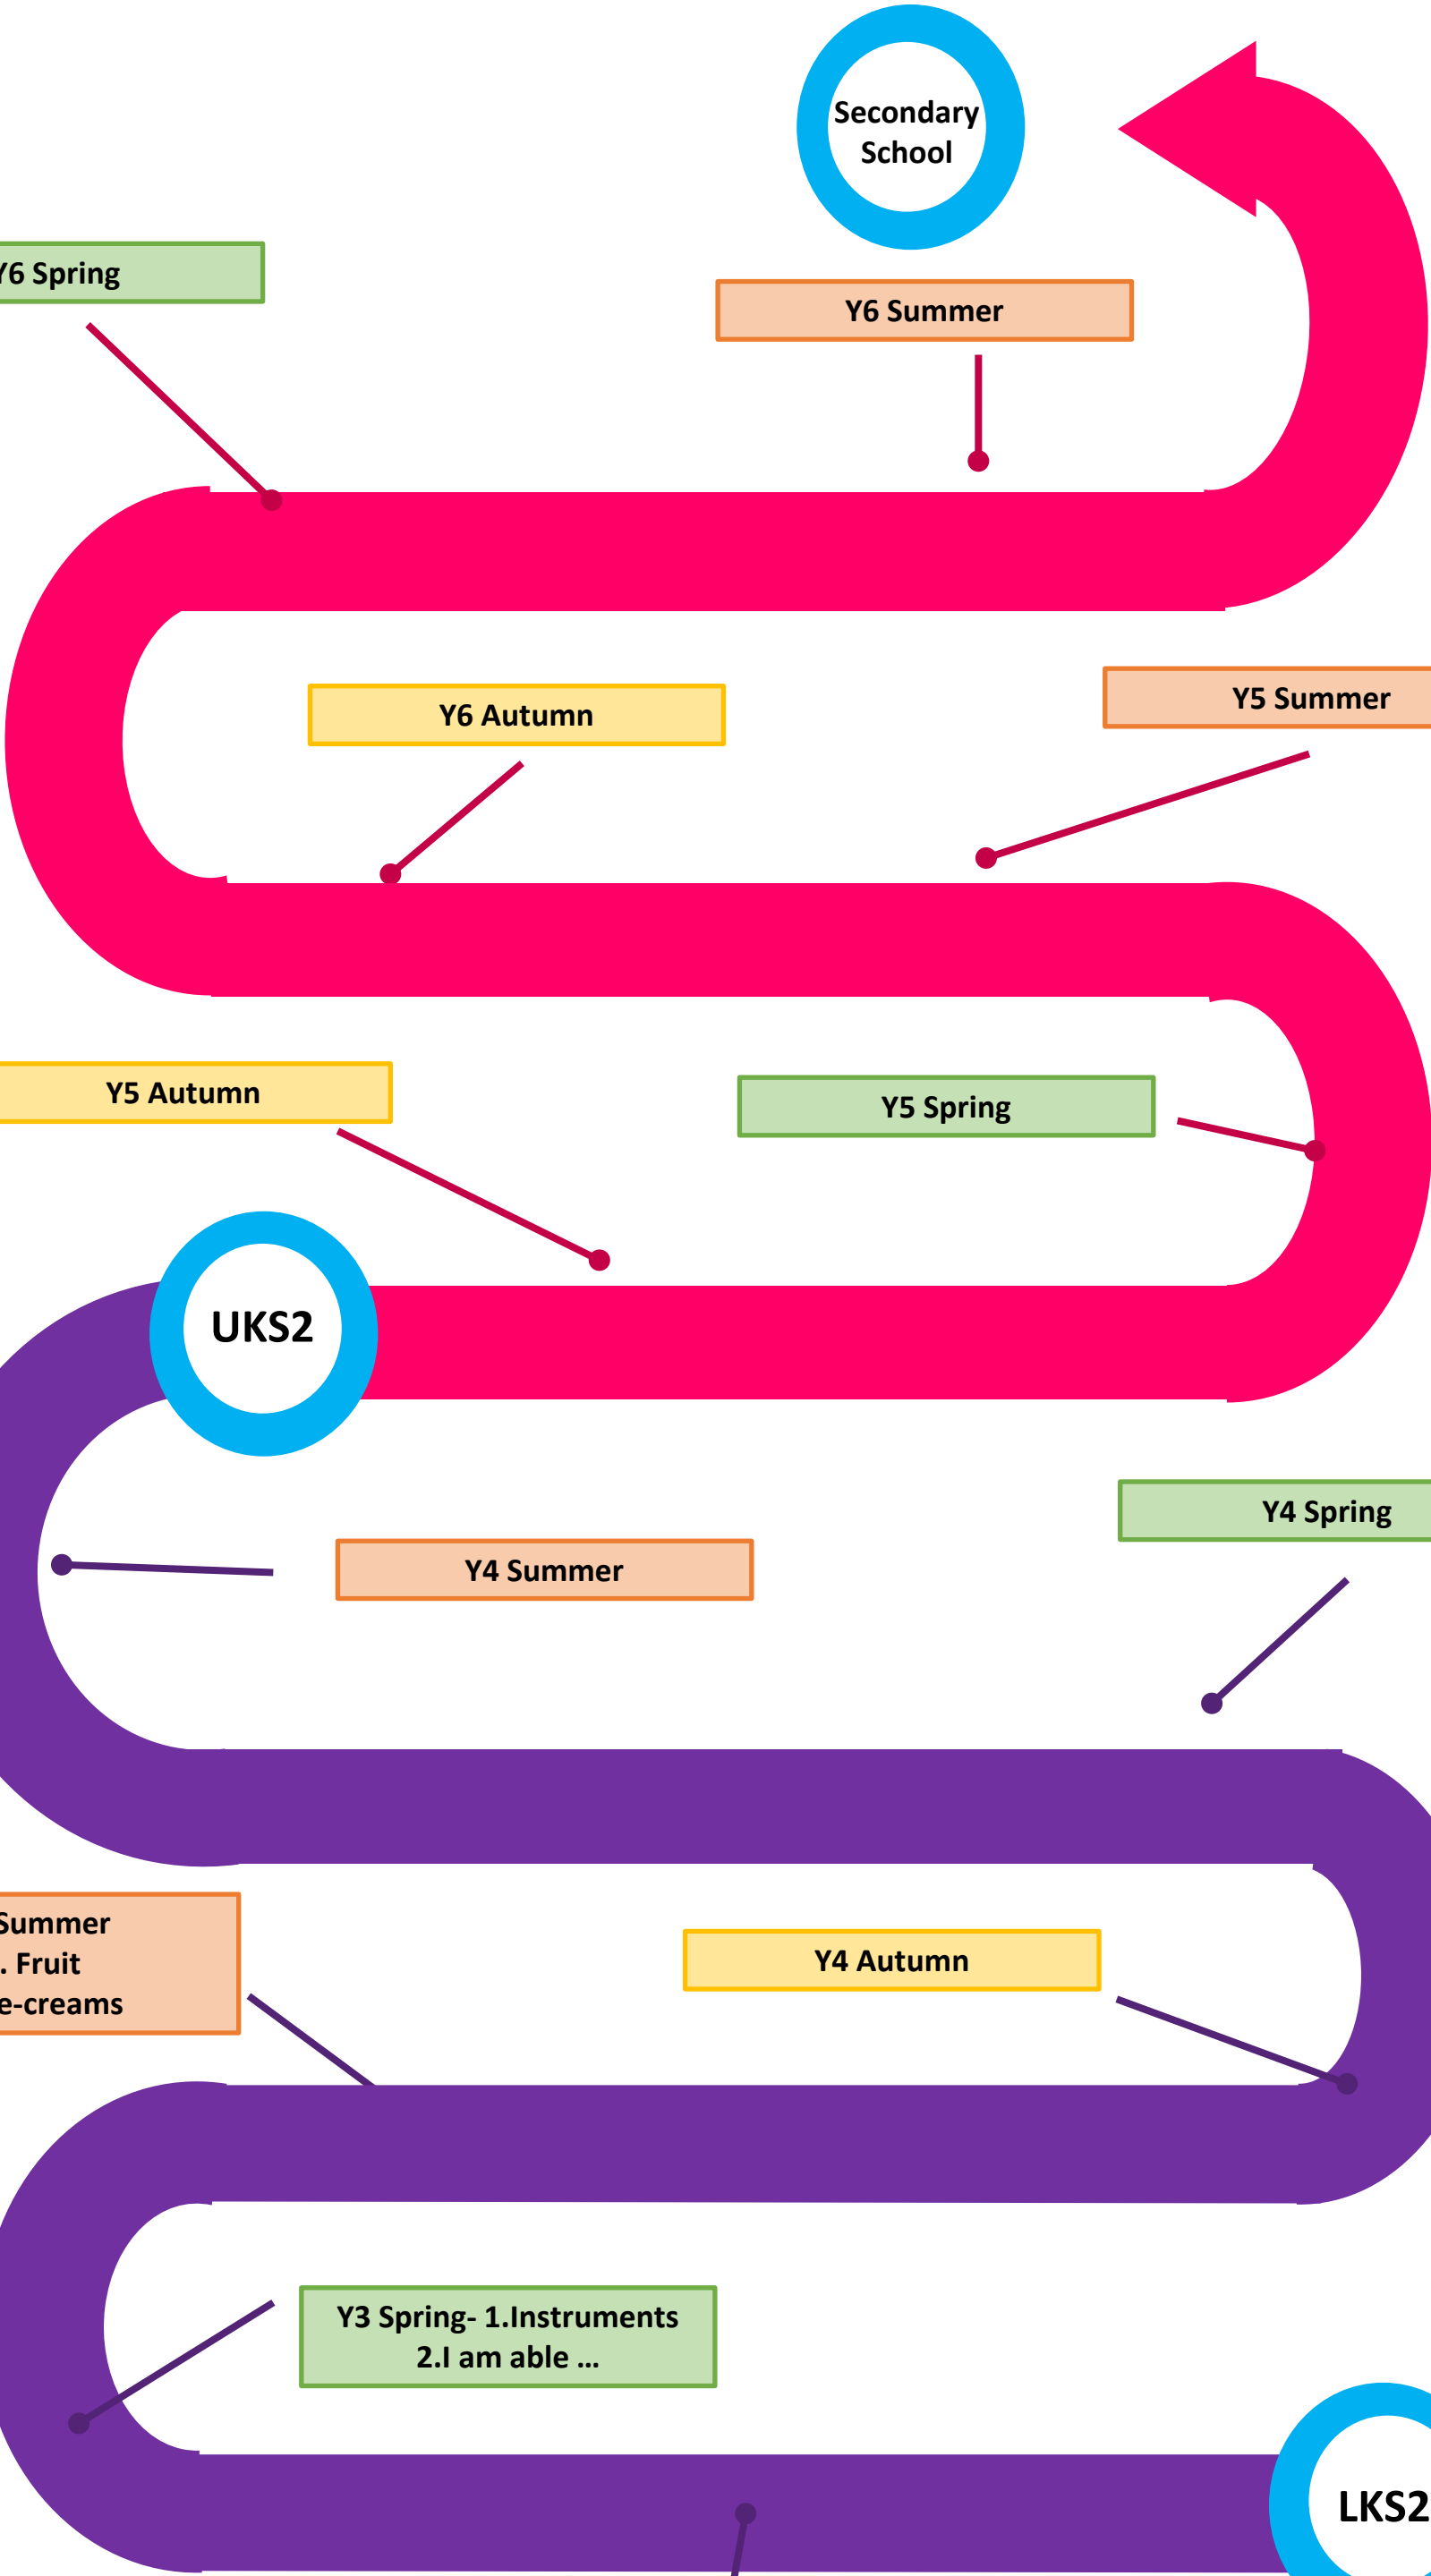 Secondary
School
Y6 Spring
Y6 Summer
Y6 Autumn
Y5 Summer
Y5 Autumn
Y5 Spring
UKS2
Y4 Spring
Y4 Summer
Summer
. Fruit
e-creams
Y4 Autumn
Y3 Spring- 1.Instruments
2.I am able ...
LKS2